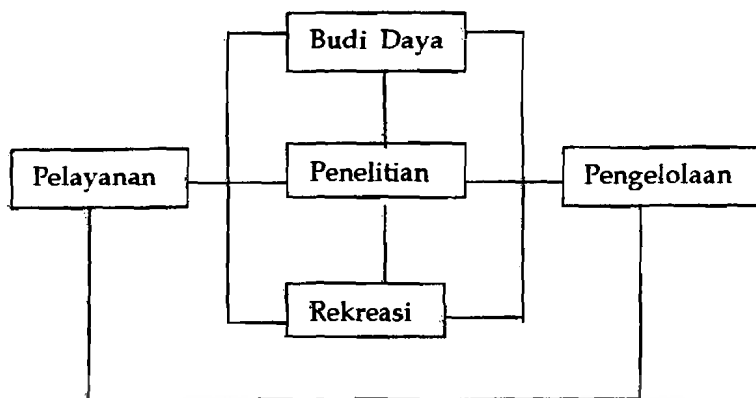 Budi Daya
Pelayanan
Penelitian
Pengelolaan
Rekreasi